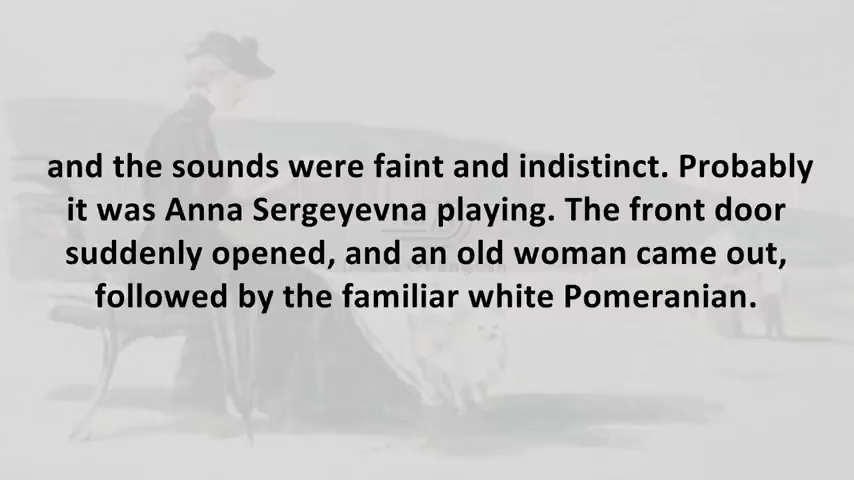 and the sounds were faint and indistinct. Probably
it was Anna Sergeyevna playing. The front door
suddenly opened, and an old woman came out,
followed by the familiar white Pomeranian.